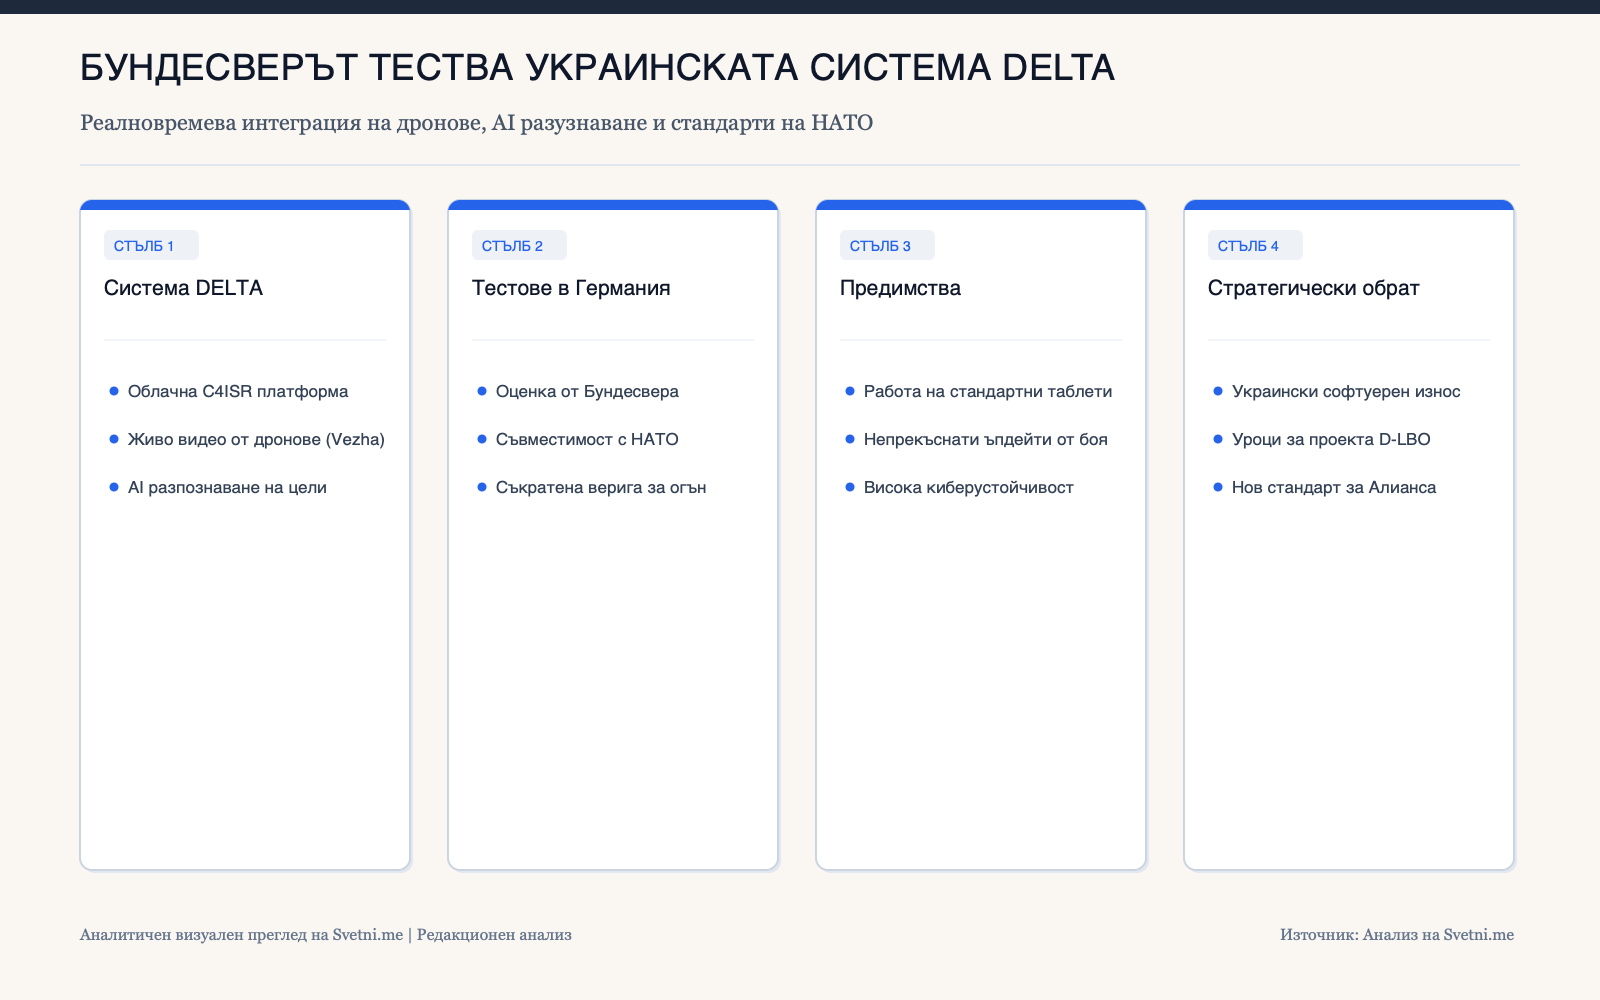 БУНДЕСВЕРЪТ ТЕСТВА УКРАИНСКАТА СИСТЕМА DELTA
Реалновремева интеграция на дронове, AI разузнаване и стандарти на НАТО
СТЪЛБ 1
Система DELTA
Облачна C4ISR платформа
Живо видео от дронове (Vezha)
AI разпознаване на цели
СТЪЛБ 2
Тестове в Германия
Оценка от Бундесвера
Съвместимост с НАТО
Съкратена верига за огън
СТЪЛБ 3
Предимства
Работа на стандартни таблети
Непрекъснати ъпдейти от боя
Висока киберустойчивост
СТЪЛБ 4
Стратегически обрат
Украински софтуерен износ
Уроци за проекта D-LBO
Нов стандарт за Алианса
Аналитичен визуален преглед на Svetni.me | Редакционен анализ
Източник: Анализ на Svetni.me